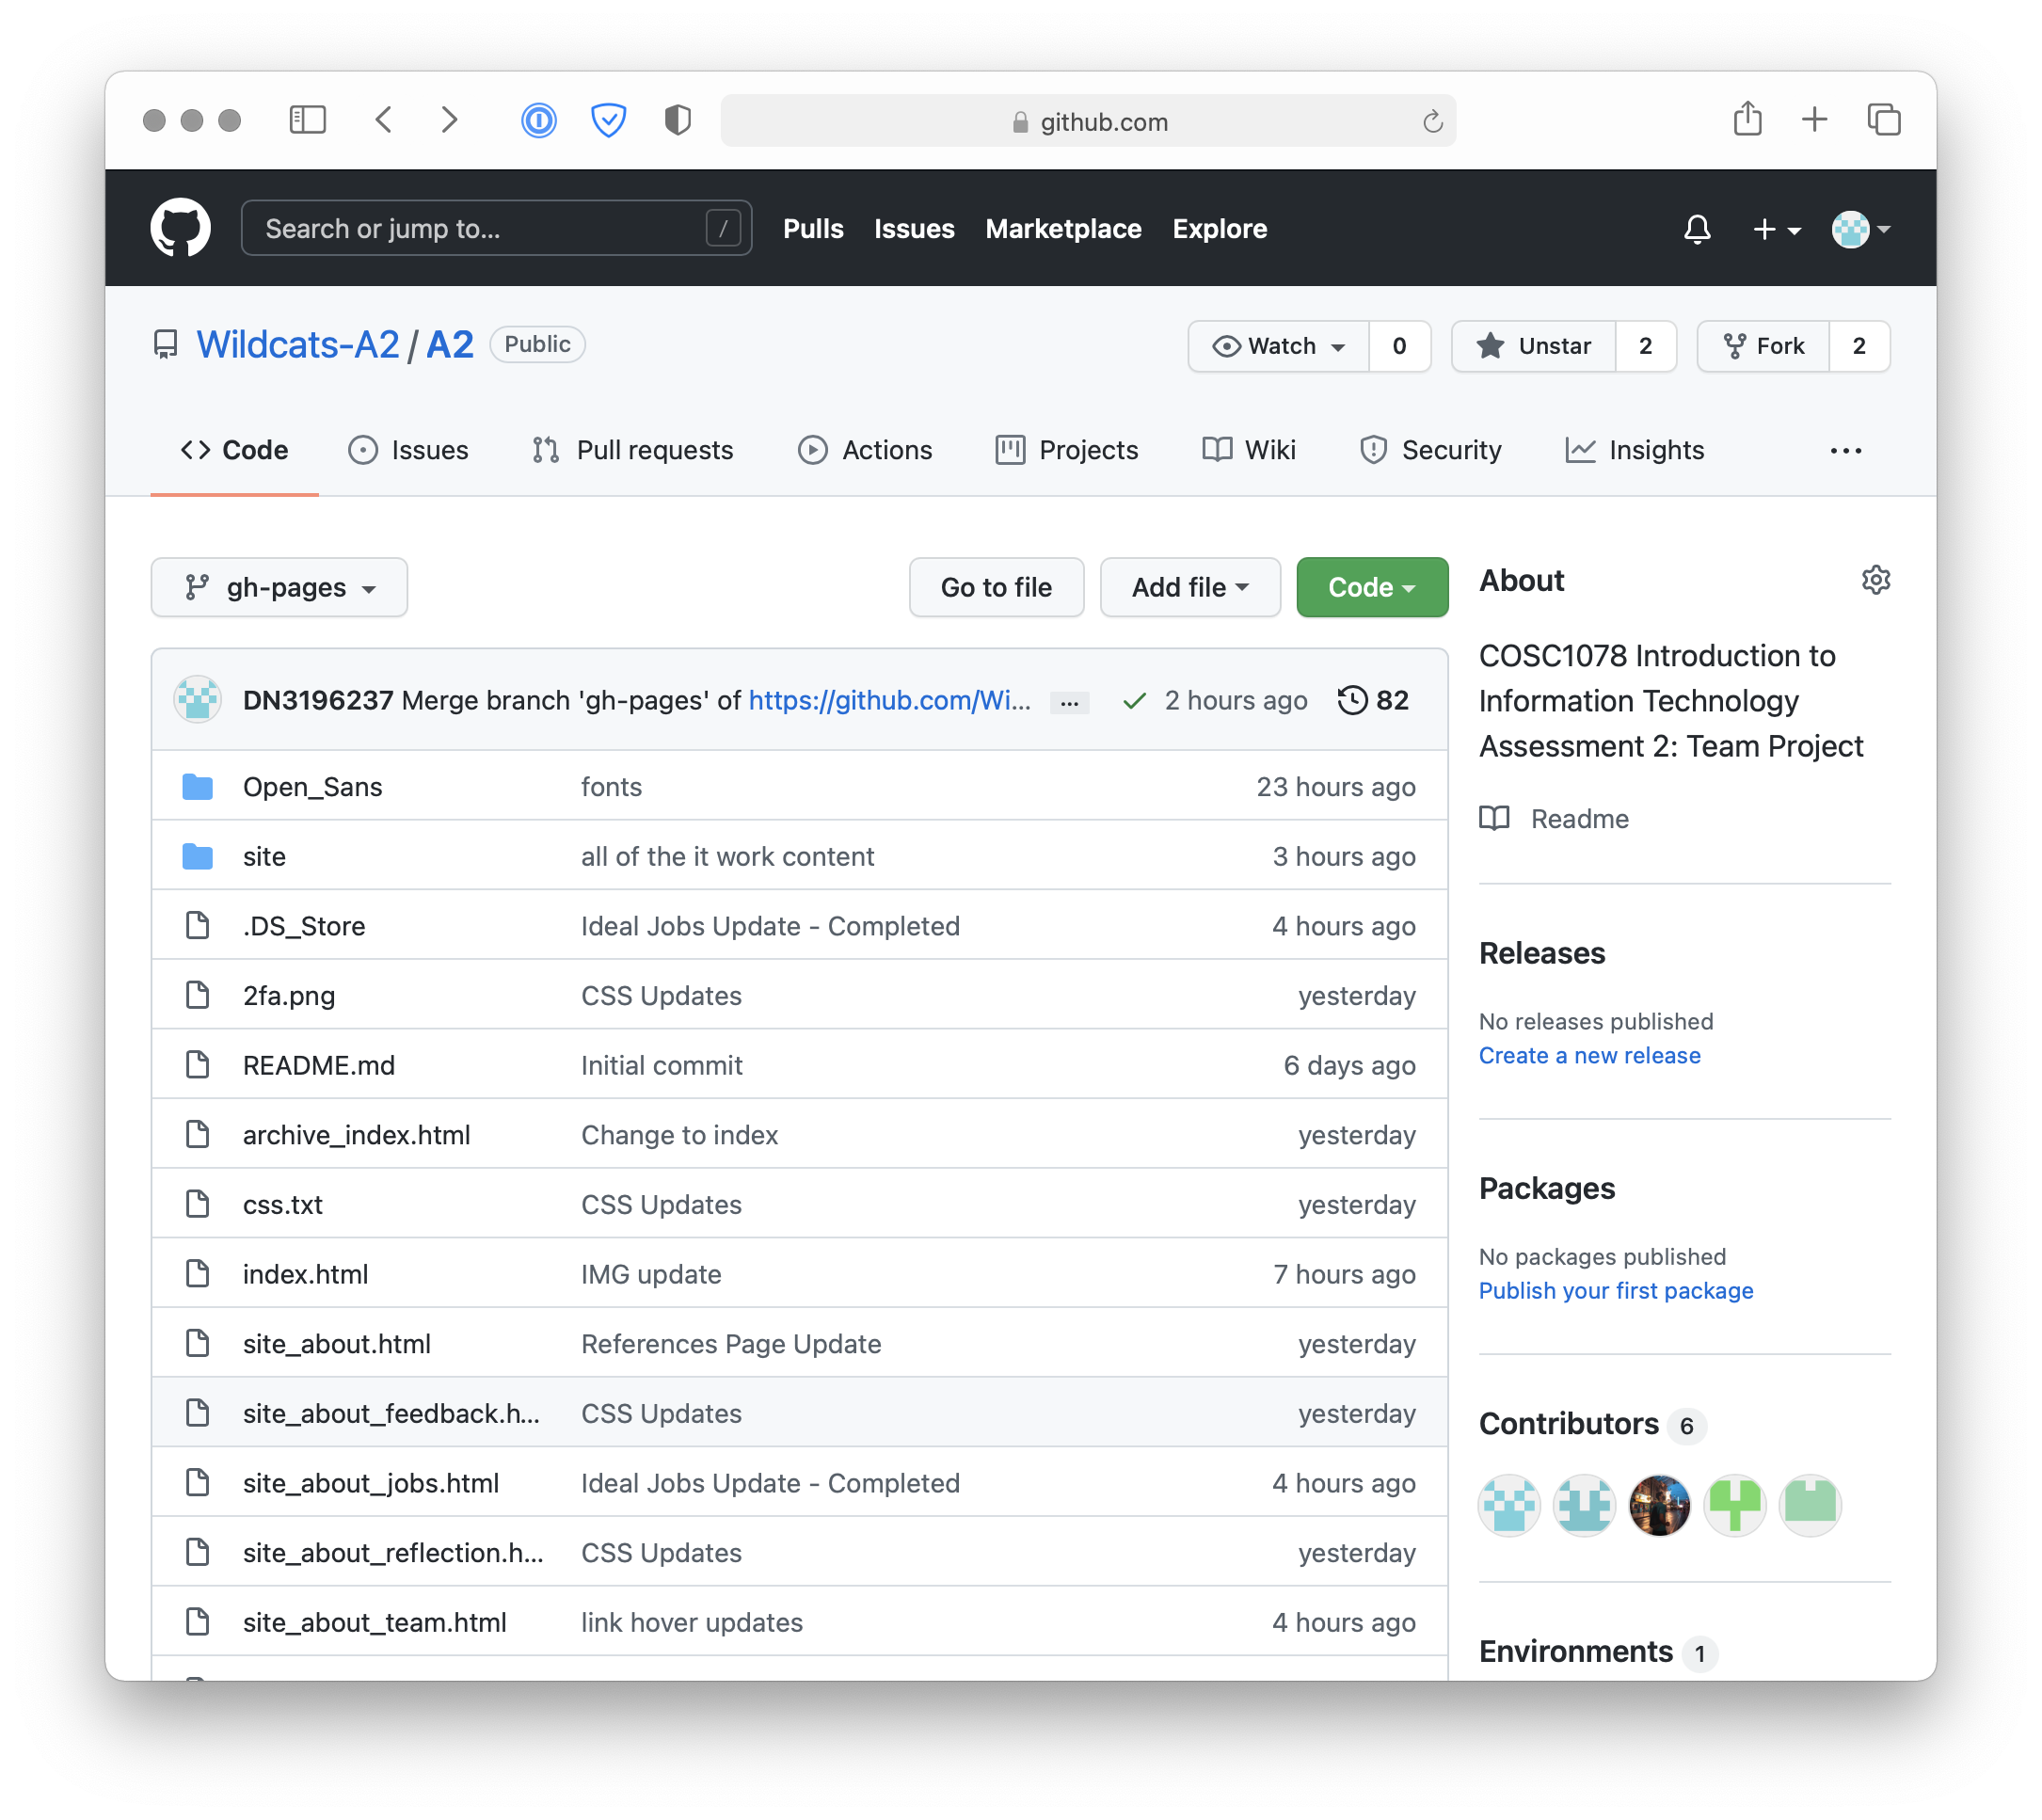 github.com
Search or jump to... /
Pulls Issues Marketplace Explore
Wildcats-A2 / A2 Public
Watch 0 Unstar 2 Fork 2
Code Issues Pull requests Actions Projects Wiki Security Insights ...
gh-pages Go to file Add file Code
DN3196237 Merge branch 'gh-pages' of https://github.com/Wi... ... 2 hours ago 82
Open_Sans fonts 23 hours ago
site all of the it work content 3 hours ago
.DS_Store Ideal Jobs Update - Completed 4 hours ago
2fa.png CSS Updates yesterday
README.md Initial commit 6 days ago
archive_index.html Change to index yesterday
css.txt CSS Updates yesterday
index.html IMG update 7 hours ago
site_about.html References Page Update yesterday
site_about_feedback.h... CSS Updates yesterday
site_about_jobs.html Ideal Jobs Update - Completed 4 hours ago
site_about_reflection.h... CSS Updates yesterday
site_about_team.html link hover updates 4 hours ago
About
COSC1078 Introduction to
Information Technology
Assessment 2: Team Project
Readme
Releases
No releases published
Create a new release
Packages
No packages published
Publish your first package
Contributors 6
Environments 1